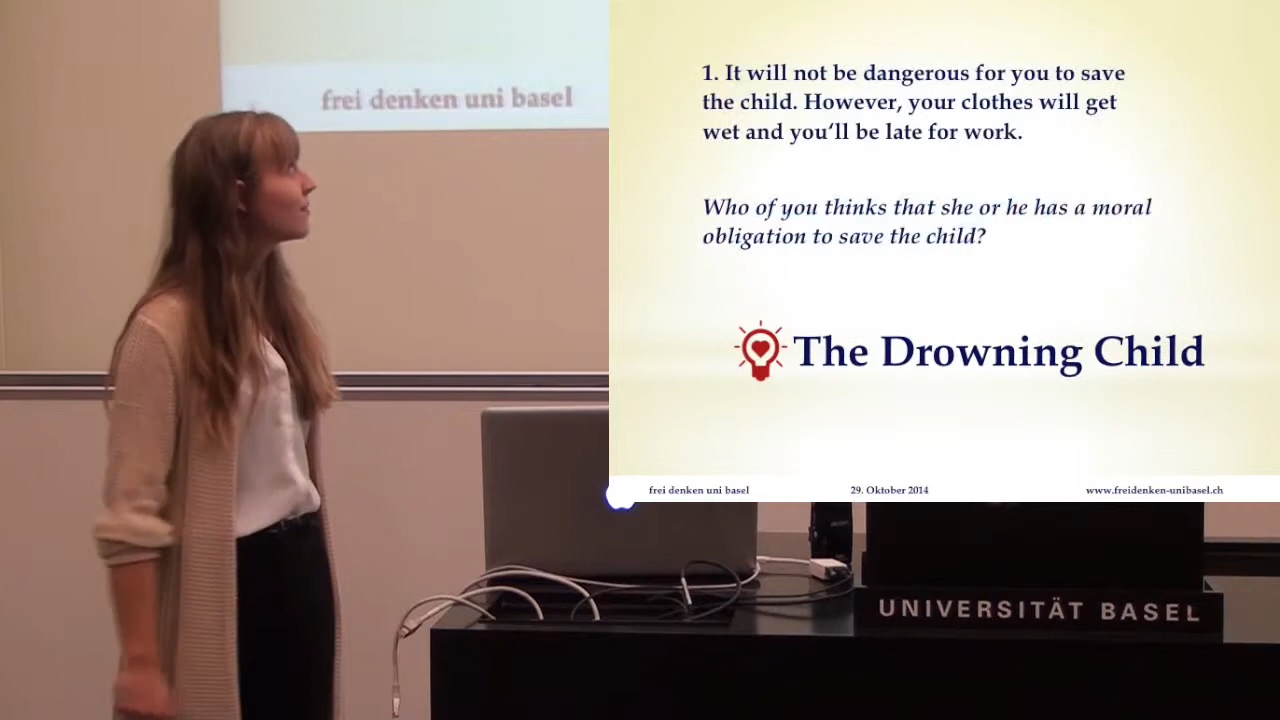 frei denken uni basel
1. It will not be dangerous for you to save
the child. However, your clothes will get
wet and you‘ll be late for work.
Who of you thinks that she or he has a moral
obligation to save the child?
The Drowning Child
frei denken uni basel 29. Oktober 2014 www.freidenken-unibasel.ch
UNIVERSITÄT BASEL